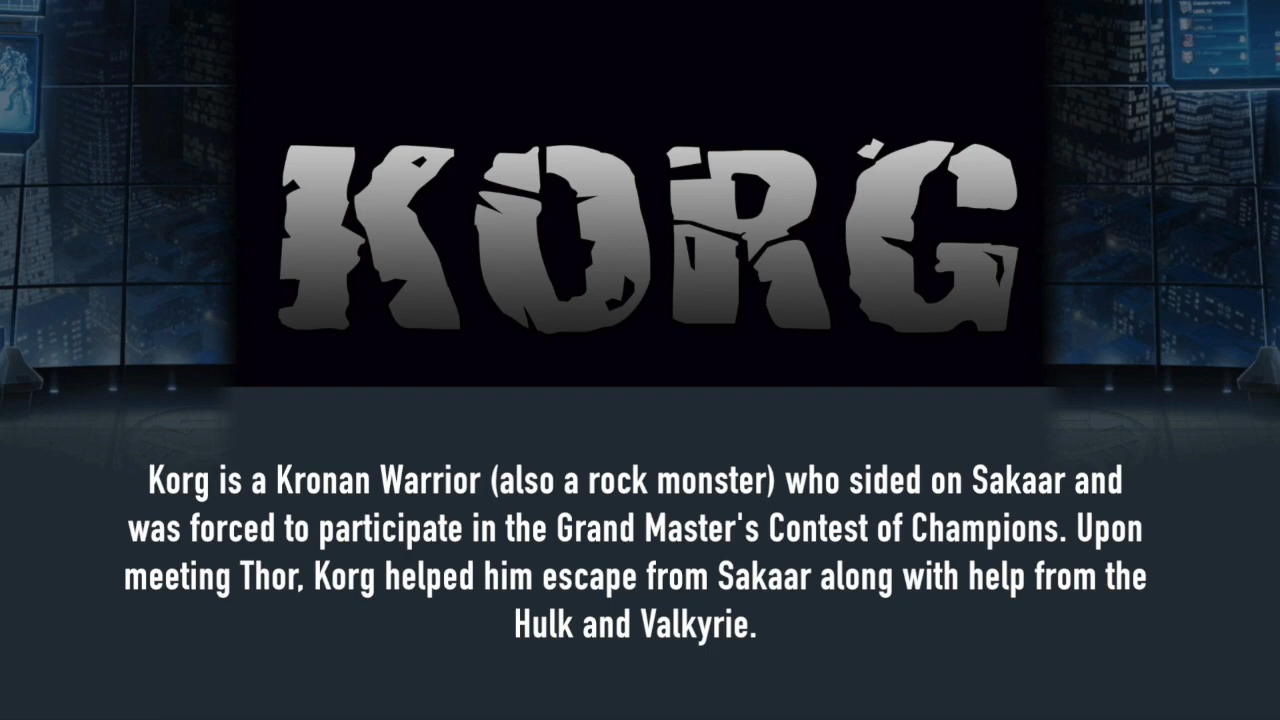 KORG
Korg is a Kronan Warrior (also a rock monster) who sided on Sakaar and
was forced to participate in the Grand Master's Contest of Champions. Upon
meeting Thor, Korg helped him escape from Sakaar along with help from the
Hulk and Valkyrie.